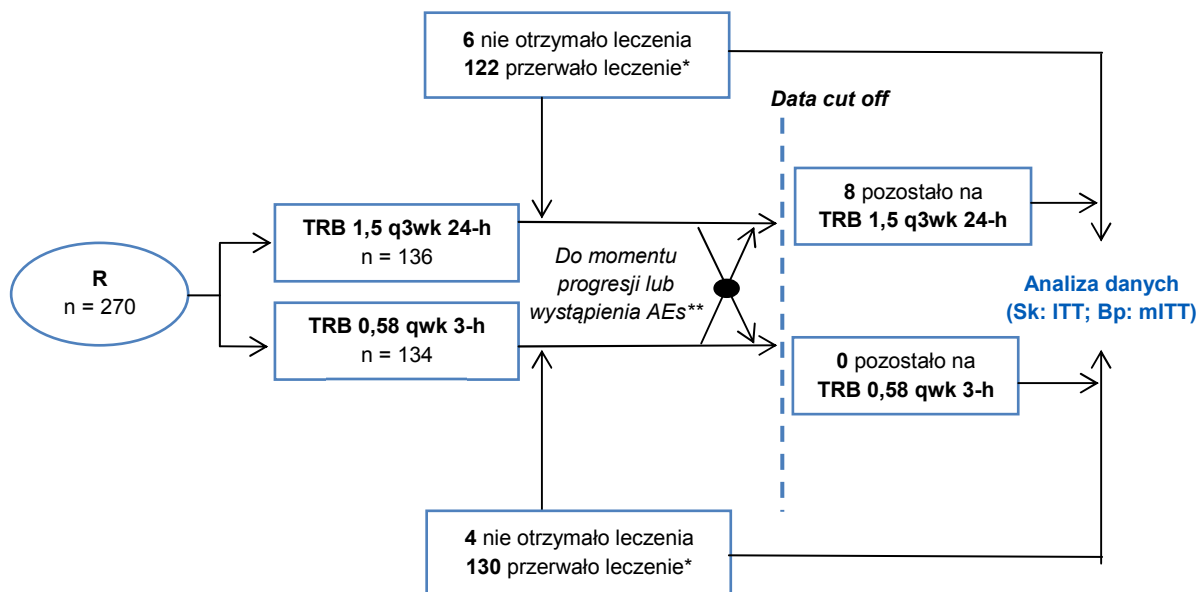 6 nie otrzymało leczenia
122 przerwało leczenie*
Data cut off
R
n = 270
TRB 1,5 q3wk 24-h
n = 136
TRB 0,58 qwk 3-h
n = 134
Do momentu
progresji lub
wystąpienia AEs**
8 pozostało na
TRB 1,5 q3wk 24-h
0 pozostało na
TRB 0,58 qwk 3-h
Analiza danych
(Sk: ITT; Bp: mITT)
4 nie otrzymało leczenia
130 przerwało leczenie*